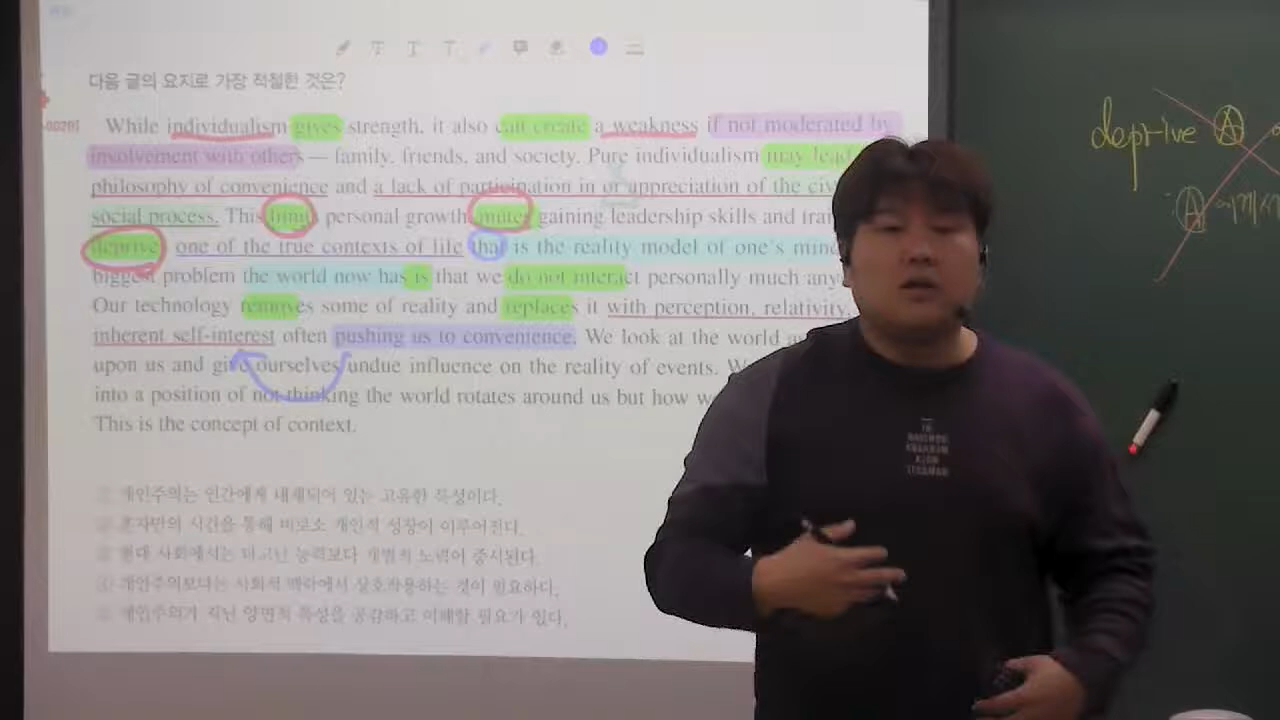 다음 글의 요지로 가장 적절한 것은?
While individualism gives strength, it also can create a weakness if not moderated by
involvement with others — family, friends, and society. Pure individualism may lead
philosophy of convenience and a lack of participation in or appreciation of the
social process. This personal growth gaining leadership skills and
deprive one of the true contexts of life that is the reality model of one's
biggest problem the world now has is that we do not interact personally much
Our technology removes some of reality and replaces it with perception, relativity,
inherent self-interest often pushing us to convenience. We look at the world
upon us and give ourselves undue influence on the reality of events.
into a position of not thinking the world rotates around us but how
This is the concept of context.
① 개인주의는 인간에게 내재되어 있는 고유한 특성이다.
② 혼자만의 시간을 통해 비로소 개인적 성장이 이루어진다.
③ 현대 사회에서는 타고난 능력보다 개별적 노력이 중시된다.
④ 개인주의보다는 사회적 맥락에서 상호작용하는 것이 필요하다.
⑤ 개인주의가 지닌 양면적 특성을 공감하고 이해할 필요가 있다.
deprive A
A